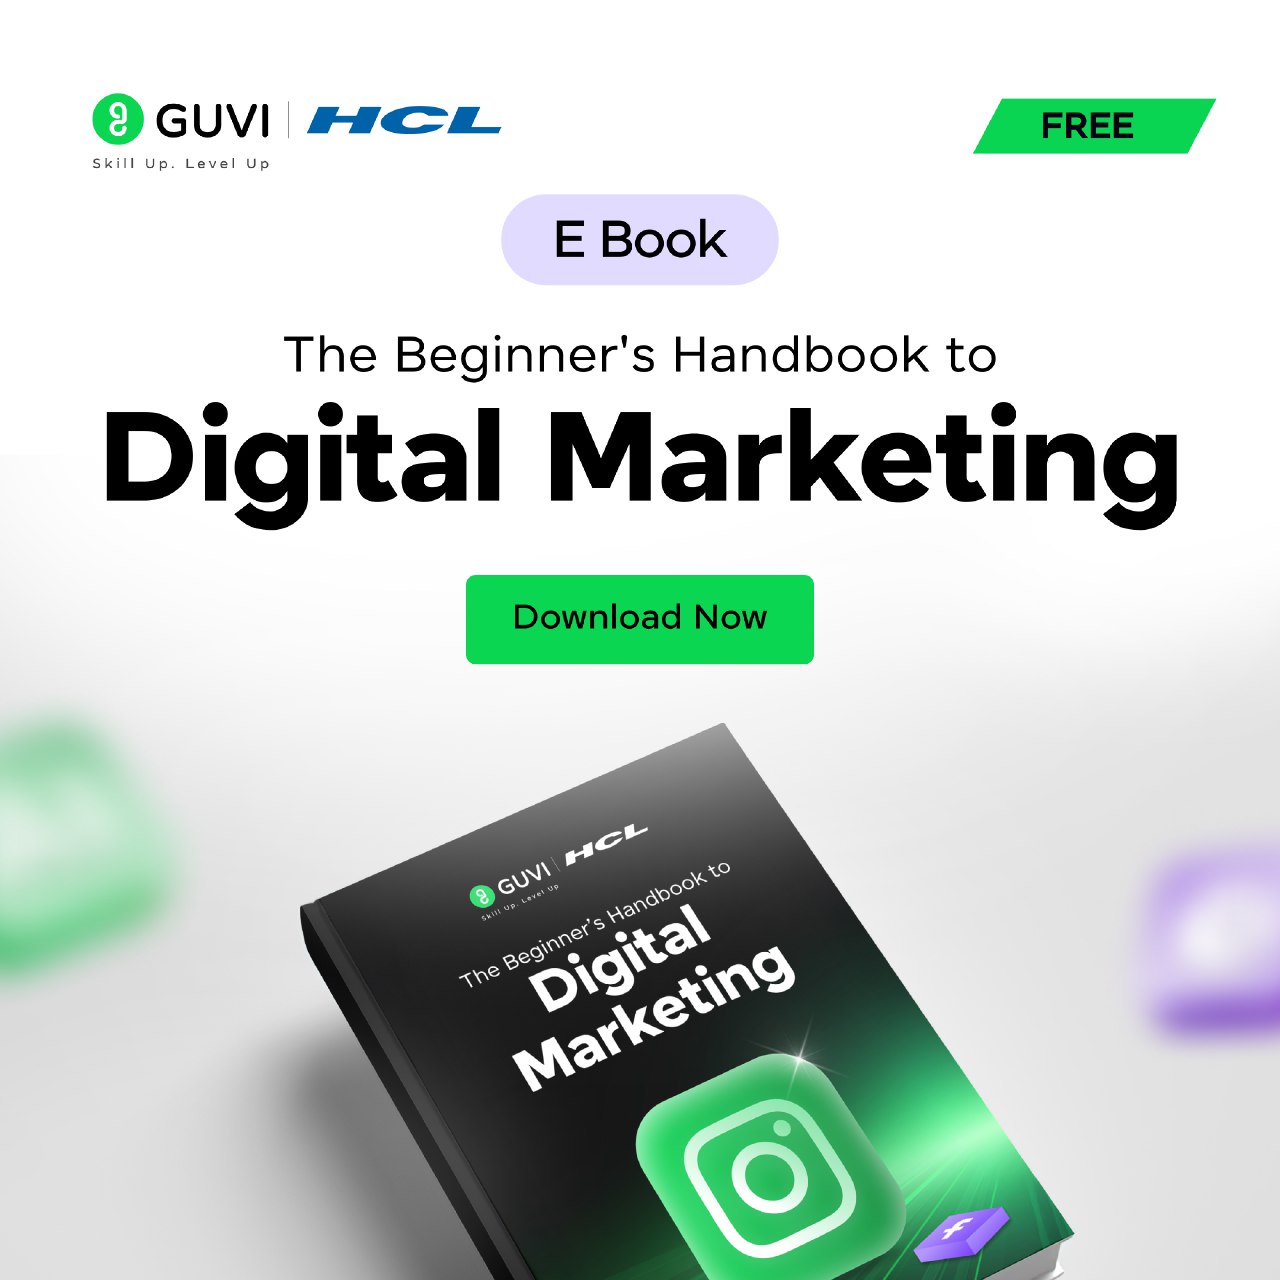 GUVI HCL
Skill Up. Level Up
FREE
E Book
The Beginner's Handbook to
Digital Marketing
Download Now
GUVI HCL
Skill Up. Level Up
The Beginner's Handbook to
Digital
Marketing
f